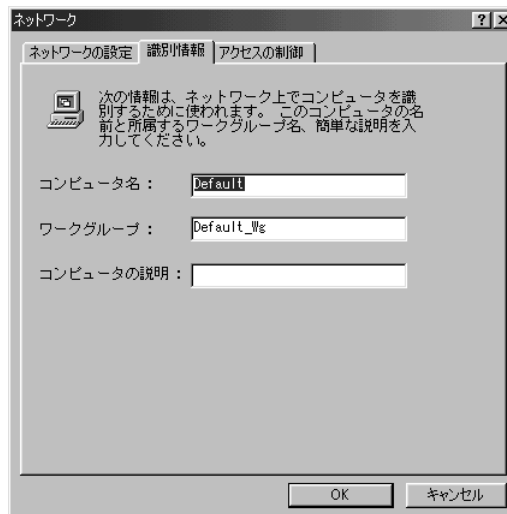 ネットワーク
ネットワークの設定 識別情報 アクセスの制御
次の情報は、ネットワーク上でコンピュータを識
別するために使われます。 このコンピュータの名
前と所属するワークグループ名、簡単な説明を入
力してください。
コンピュータ名： Default
ワークグループ： Default_Wg
コンピュータの説明：
OK キャンセル